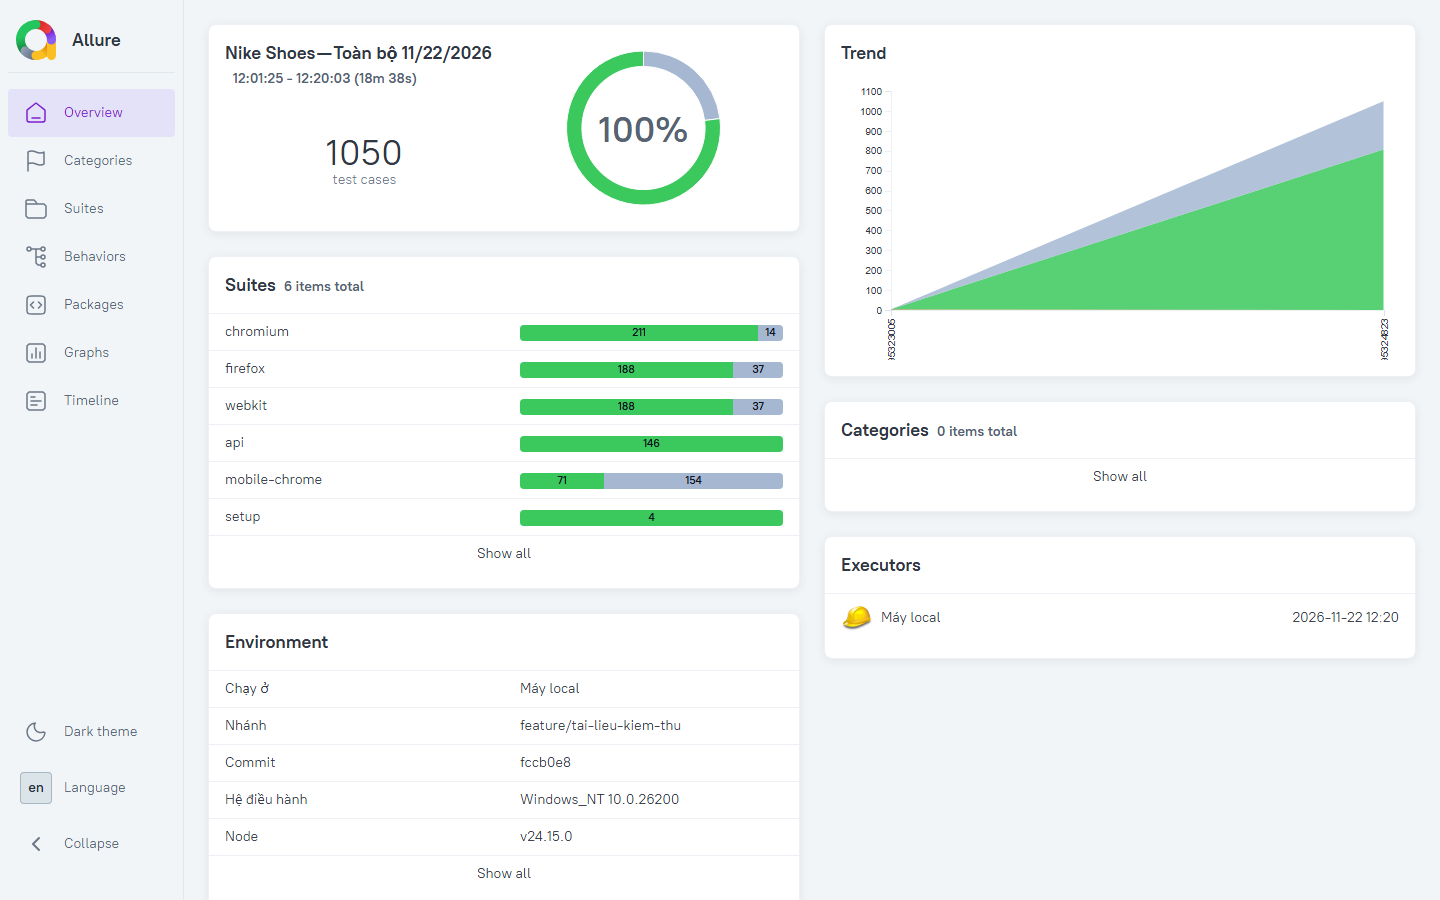 Allure
Overview
Categories
Suites
Behaviors
Packages
Graphs
Timeline
Dark theme
en
Language
Collapse
Nike Shoes—Toàn bộ 11/22/2026
12:01:25 - 12:20:03 (18m 38s)
1050
test cases
100%
Suites 6 items total
chromium 211 14
firefox 188 37
webkit 188 37
api 146
mobile-chrome 71 154
setup 4
Show all
Environment
Chạy ở Máy local
Nhánh feature/tai-lieu-kiem-thu
Commit fccb0e8
Hệ điều hành Windows_NT 10.0.26200
Node v24.15.0
Show all
Trend
1100
1000
900
800
700
600
500
400
300
200
100
0
Categories 0 items total
Show all
Executors
Máy local 2026-11-22 12:20